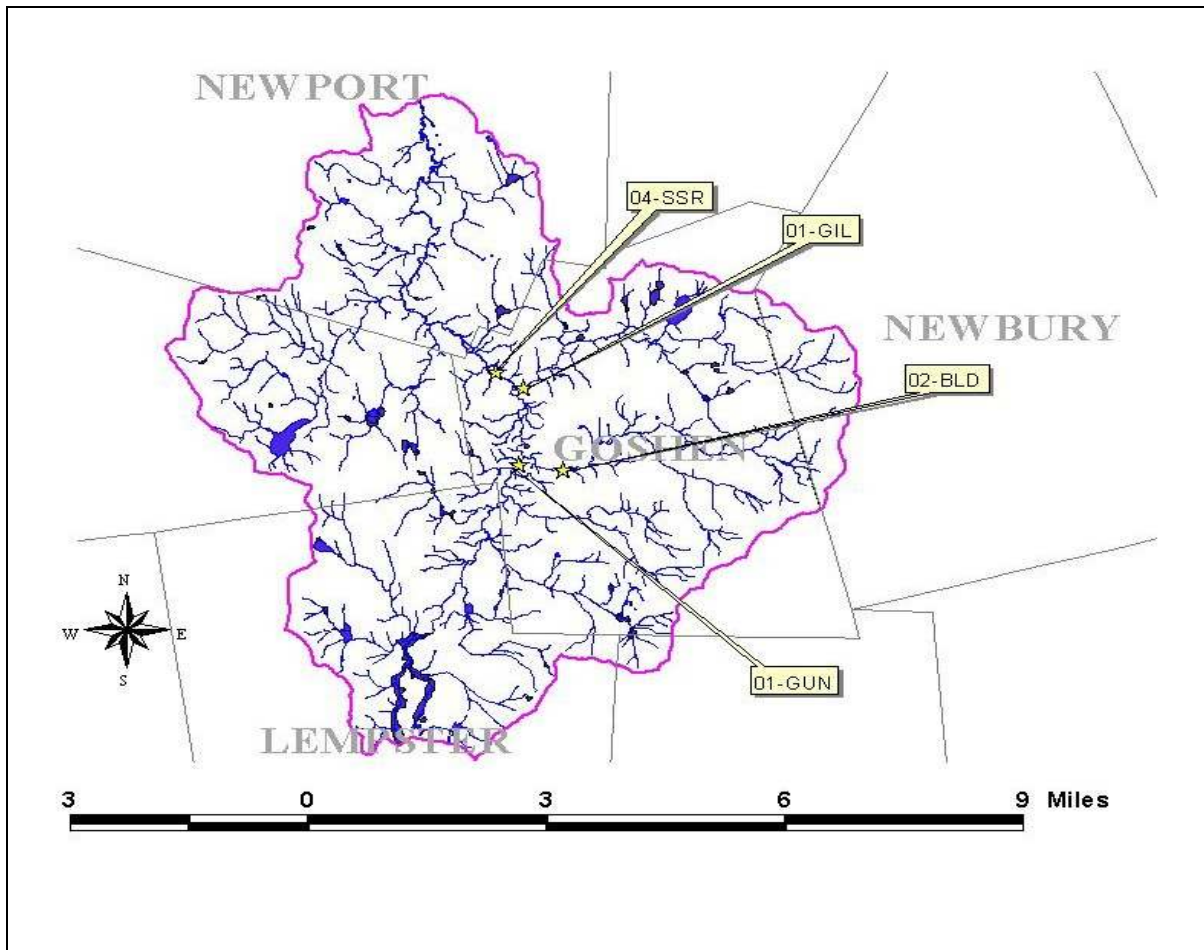 NEWPORT
04-SSR
01-GIL
NEWBURY
02-BLD
GOSHEN
N
W E
S
01-GUN
LEMPSTER
3 0 3 6 9 Miles